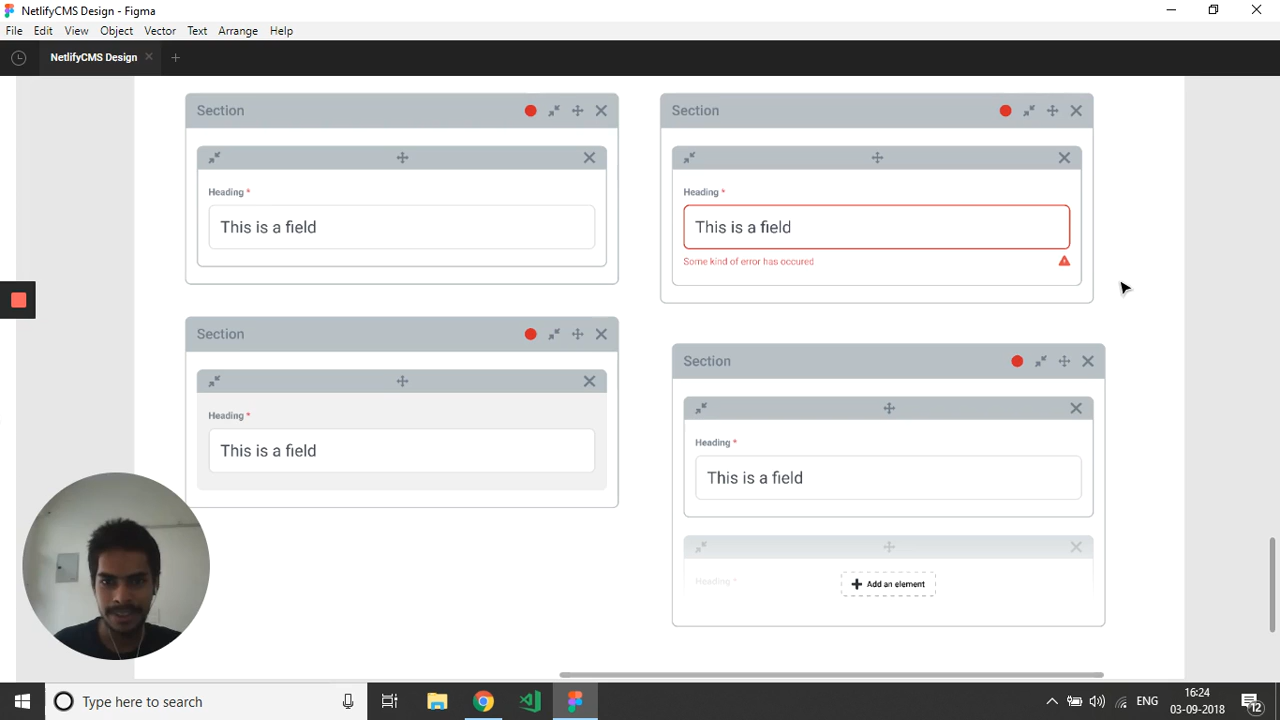 NetlifyCMS Design - Figma
File Edit View Object Vector Text Arrange Help
NetlifyCMS Design
Section
Heading *
This is a field
Section
Heading *
This is a field
Some kind of error has occured
Section
Heading *
This is a field
Section
Heading *
This is a field
Heading *
Add an element
Type here to search
ENG
16:24
03-09-2018
12